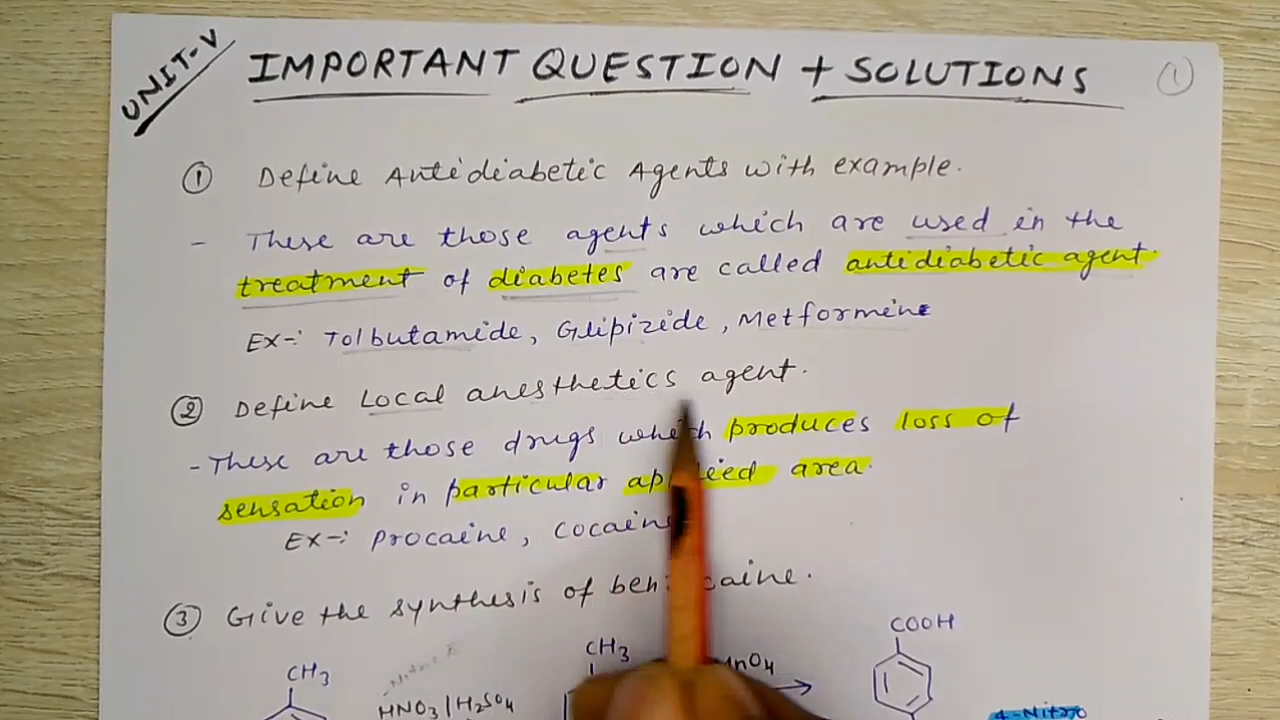 UNIT-V
IMPORTANT QUESTION + SOLUTIONS
1
① Define Antidiabetic Agents with example.
- These are those agents which are used in the
treatment of diabetes are called antidiabetic agent.
Ex-: Tolbutamide, Glipizide, Metformine
② Define Local anesthetics agent.
- These are those drugs which produces loss of
sensation in particular area.
Ex-: Procaine, Cocaine
③ Give the synthesis of
CH3
HNO3/H2SO4
CH3
COOH
4-Nitro